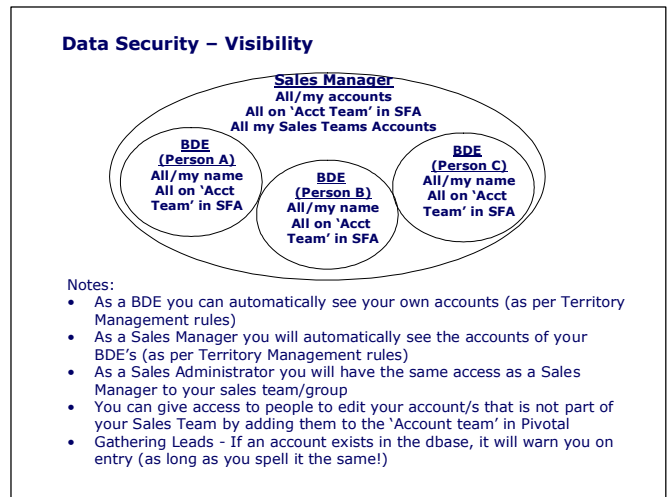 Data Security – Visibility
Sales Manager
All/my accounts
All on ‘Acct Team’ in SFA
All my Sales Teams Accounts
BDE
(Person A)
All/my name
All on ‘Acct
Team’ in SFA
BDE
(Person B)
All/my name
All on ‘Acct
Team’ in SFA
BDE
(Person C)
All/my name
All on ‘Acct
Team’ in SFA
Notes:
• As a BDE you can automatically see your own accounts (as per Territory
Management rules)
• As a Sales Manager you will automatically see the accounts of your
BDE’s (as per Territory Management rules)
• As a Sales Administrator you will have the same access as a Sales
Manager to your sales team/group
• You can give access to people to edit your account/s that is not part of
your Sales Team by adding them to the ‘Account team’ in Pivotal
• Gathering Leads - If an account exists in the dbase, it will warn you on
entry (as long as you spell it the same!)